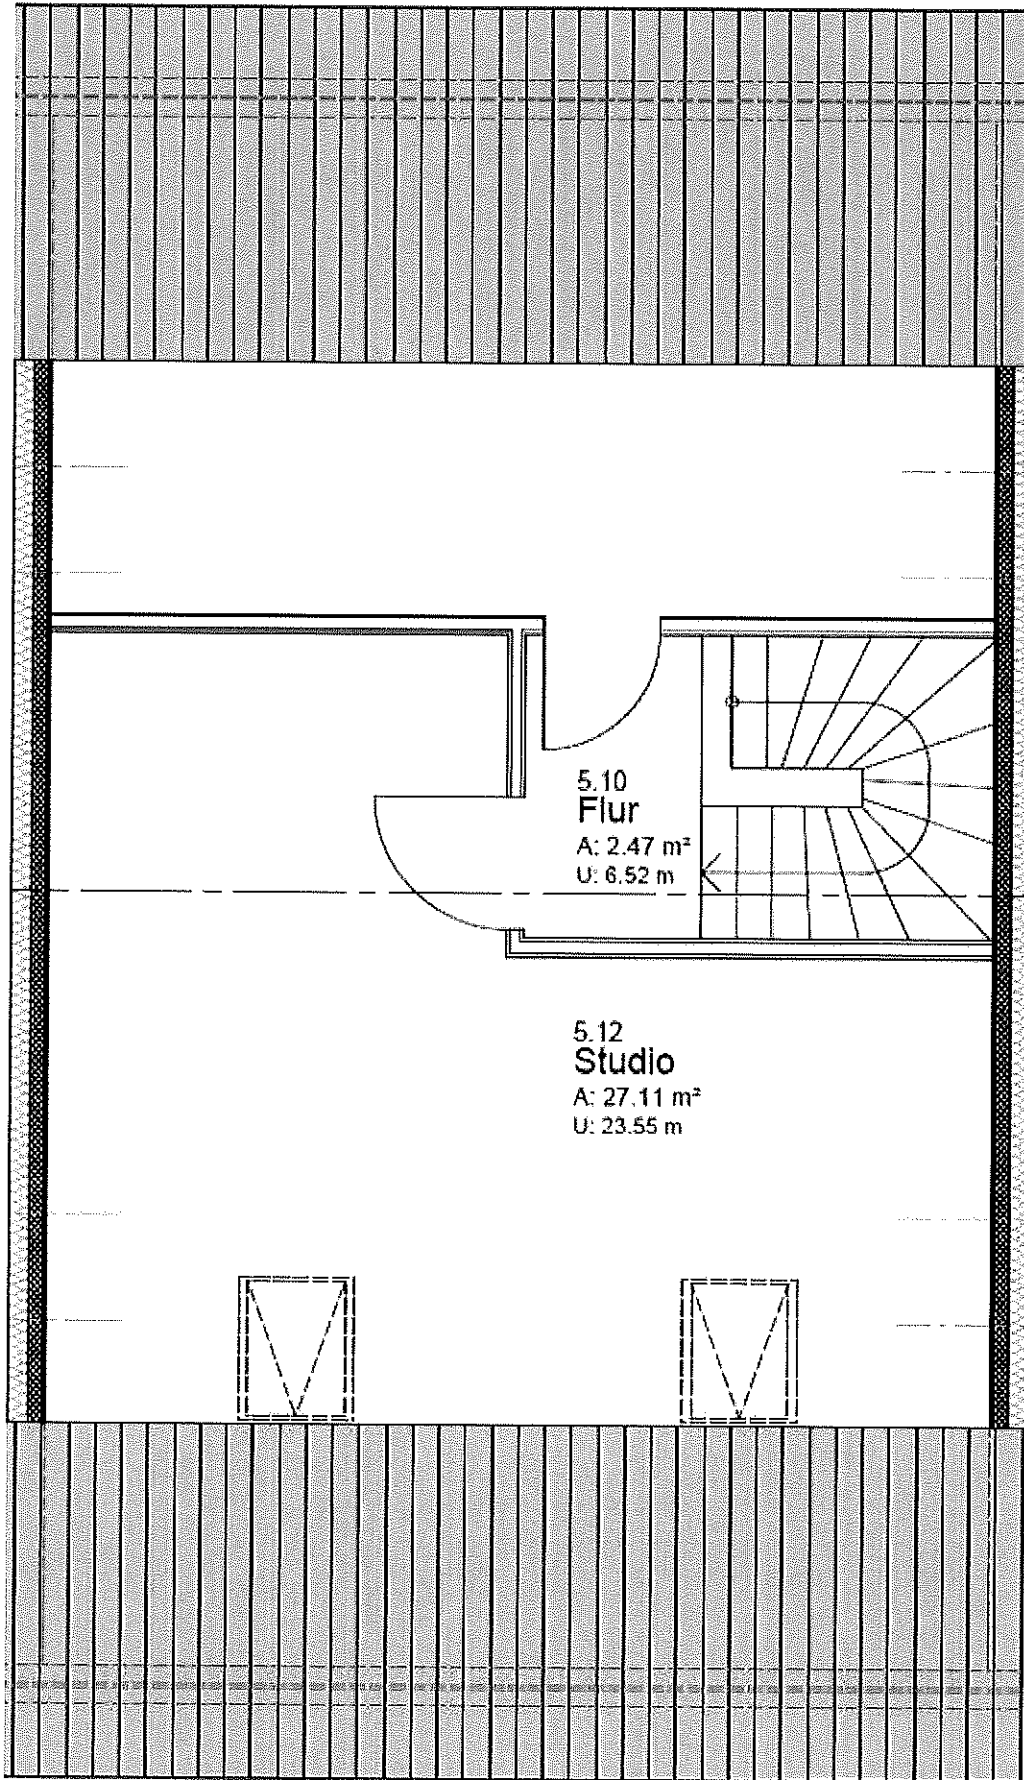 5.10
Flur
A: 2.47 m²
U: 6.52 m
5.12
Studio
A: 27.11 m²
U: 23.55 m